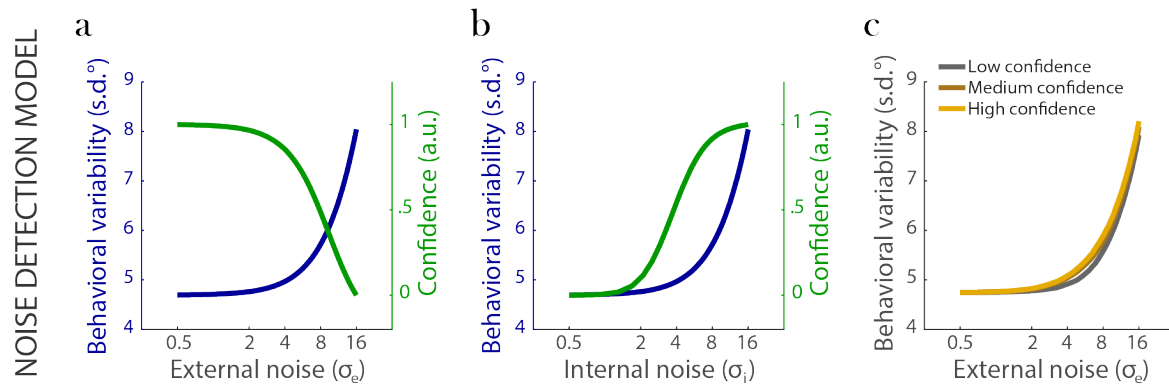 NOISE DETECTION MODEL
a
Behavioral variability (s.d.°)
9
8
7
6
5
4
0.5 2 4 8 16
External noise (σe)
1
.5
0
Confidence (a.u.)
b
Behavioral variability (s.d.°)
9
8
7
6
5
4
0.5 2 4 8 16
Internal noise (σi)
1
.5
0
Confidence (a.u.)
c
Behavioral variability (s.d.°)
9
8
7
6
5
4
Low confidence
Medium confidence
High confidence
0.5 2 4 8 16
External noise (σe)